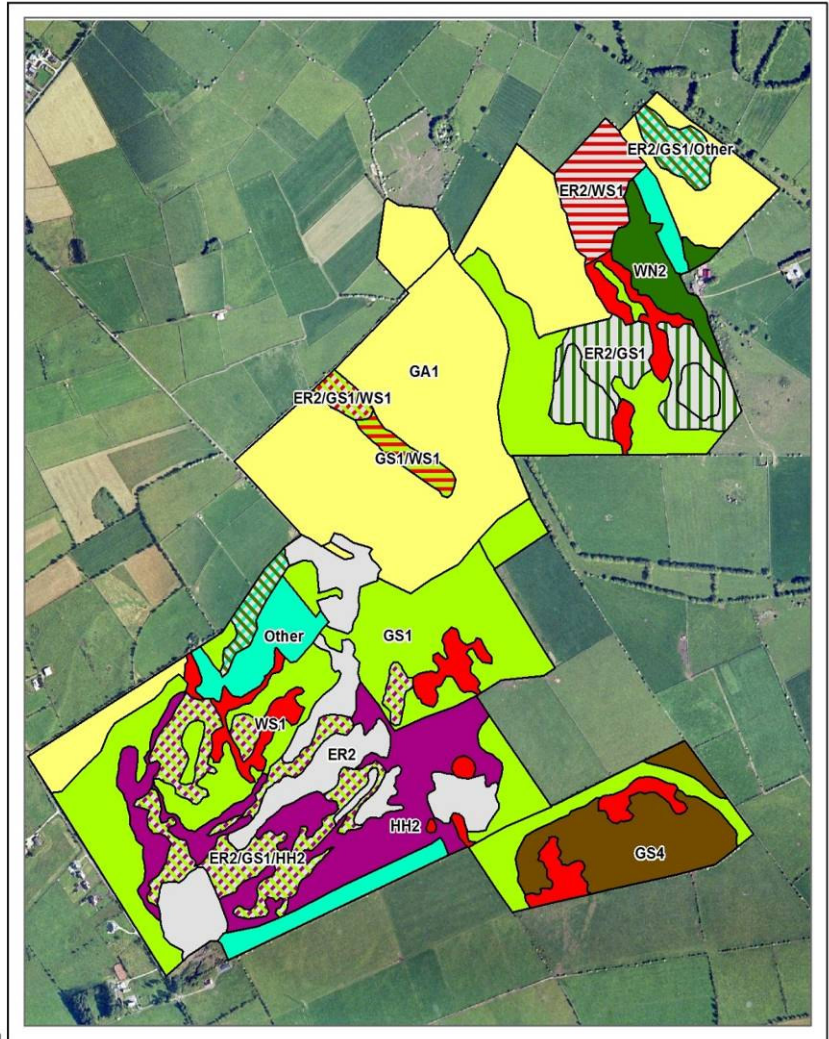 ER2/GS1/Other
ER2/WS1
WN2
ER2/GS1
GA1
ER2/GS1/WS1
GS1/WS1
Other
GS1
WS1
ER2
HH2
ER2/GS1/HH2
GS4